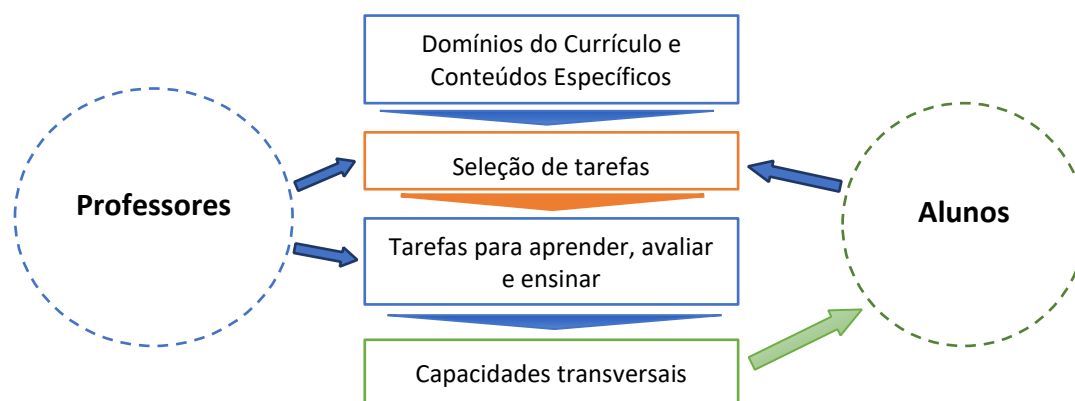 Domínios do Currículo e
Conteúdos Específicos
Seleção de tarefas
Professores
Alunos
Tarefas para aprender, avaliar
e ensinar
Capacidades transversais